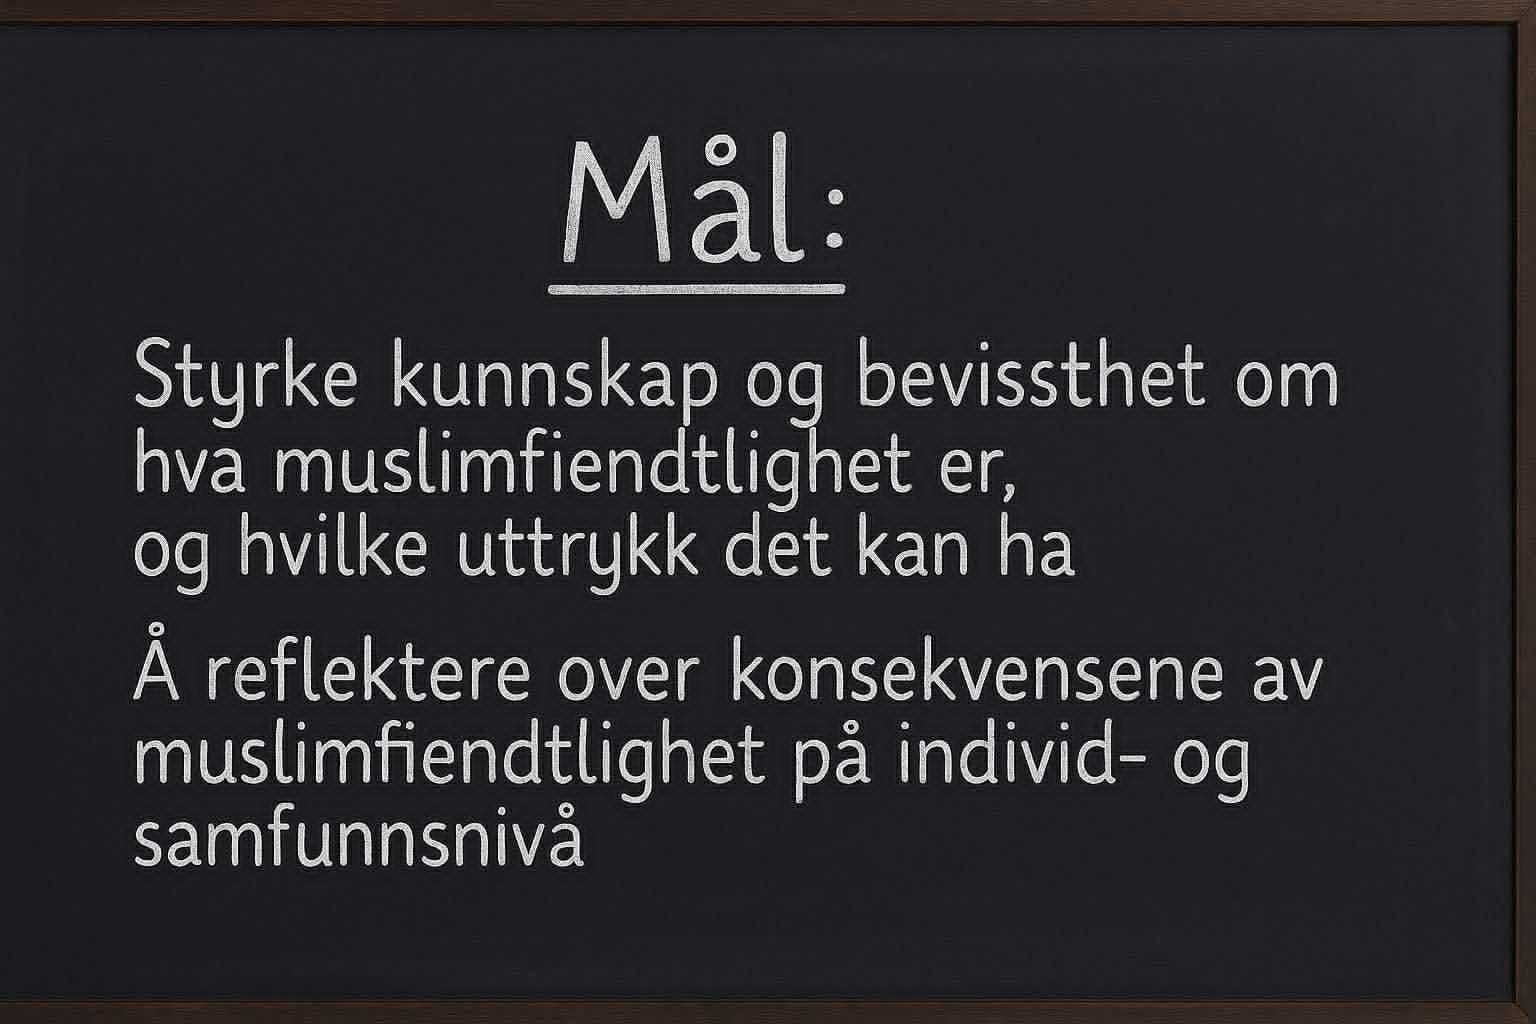 Mål:
Styrke kunnskap og bevissthet om
hva muslimfiendtlighet er,
og hvilke uttrykk det kan ha
Å reflektere over konsekvensene av
muslimfiendtlighet på individ- og
samfunnsnivå